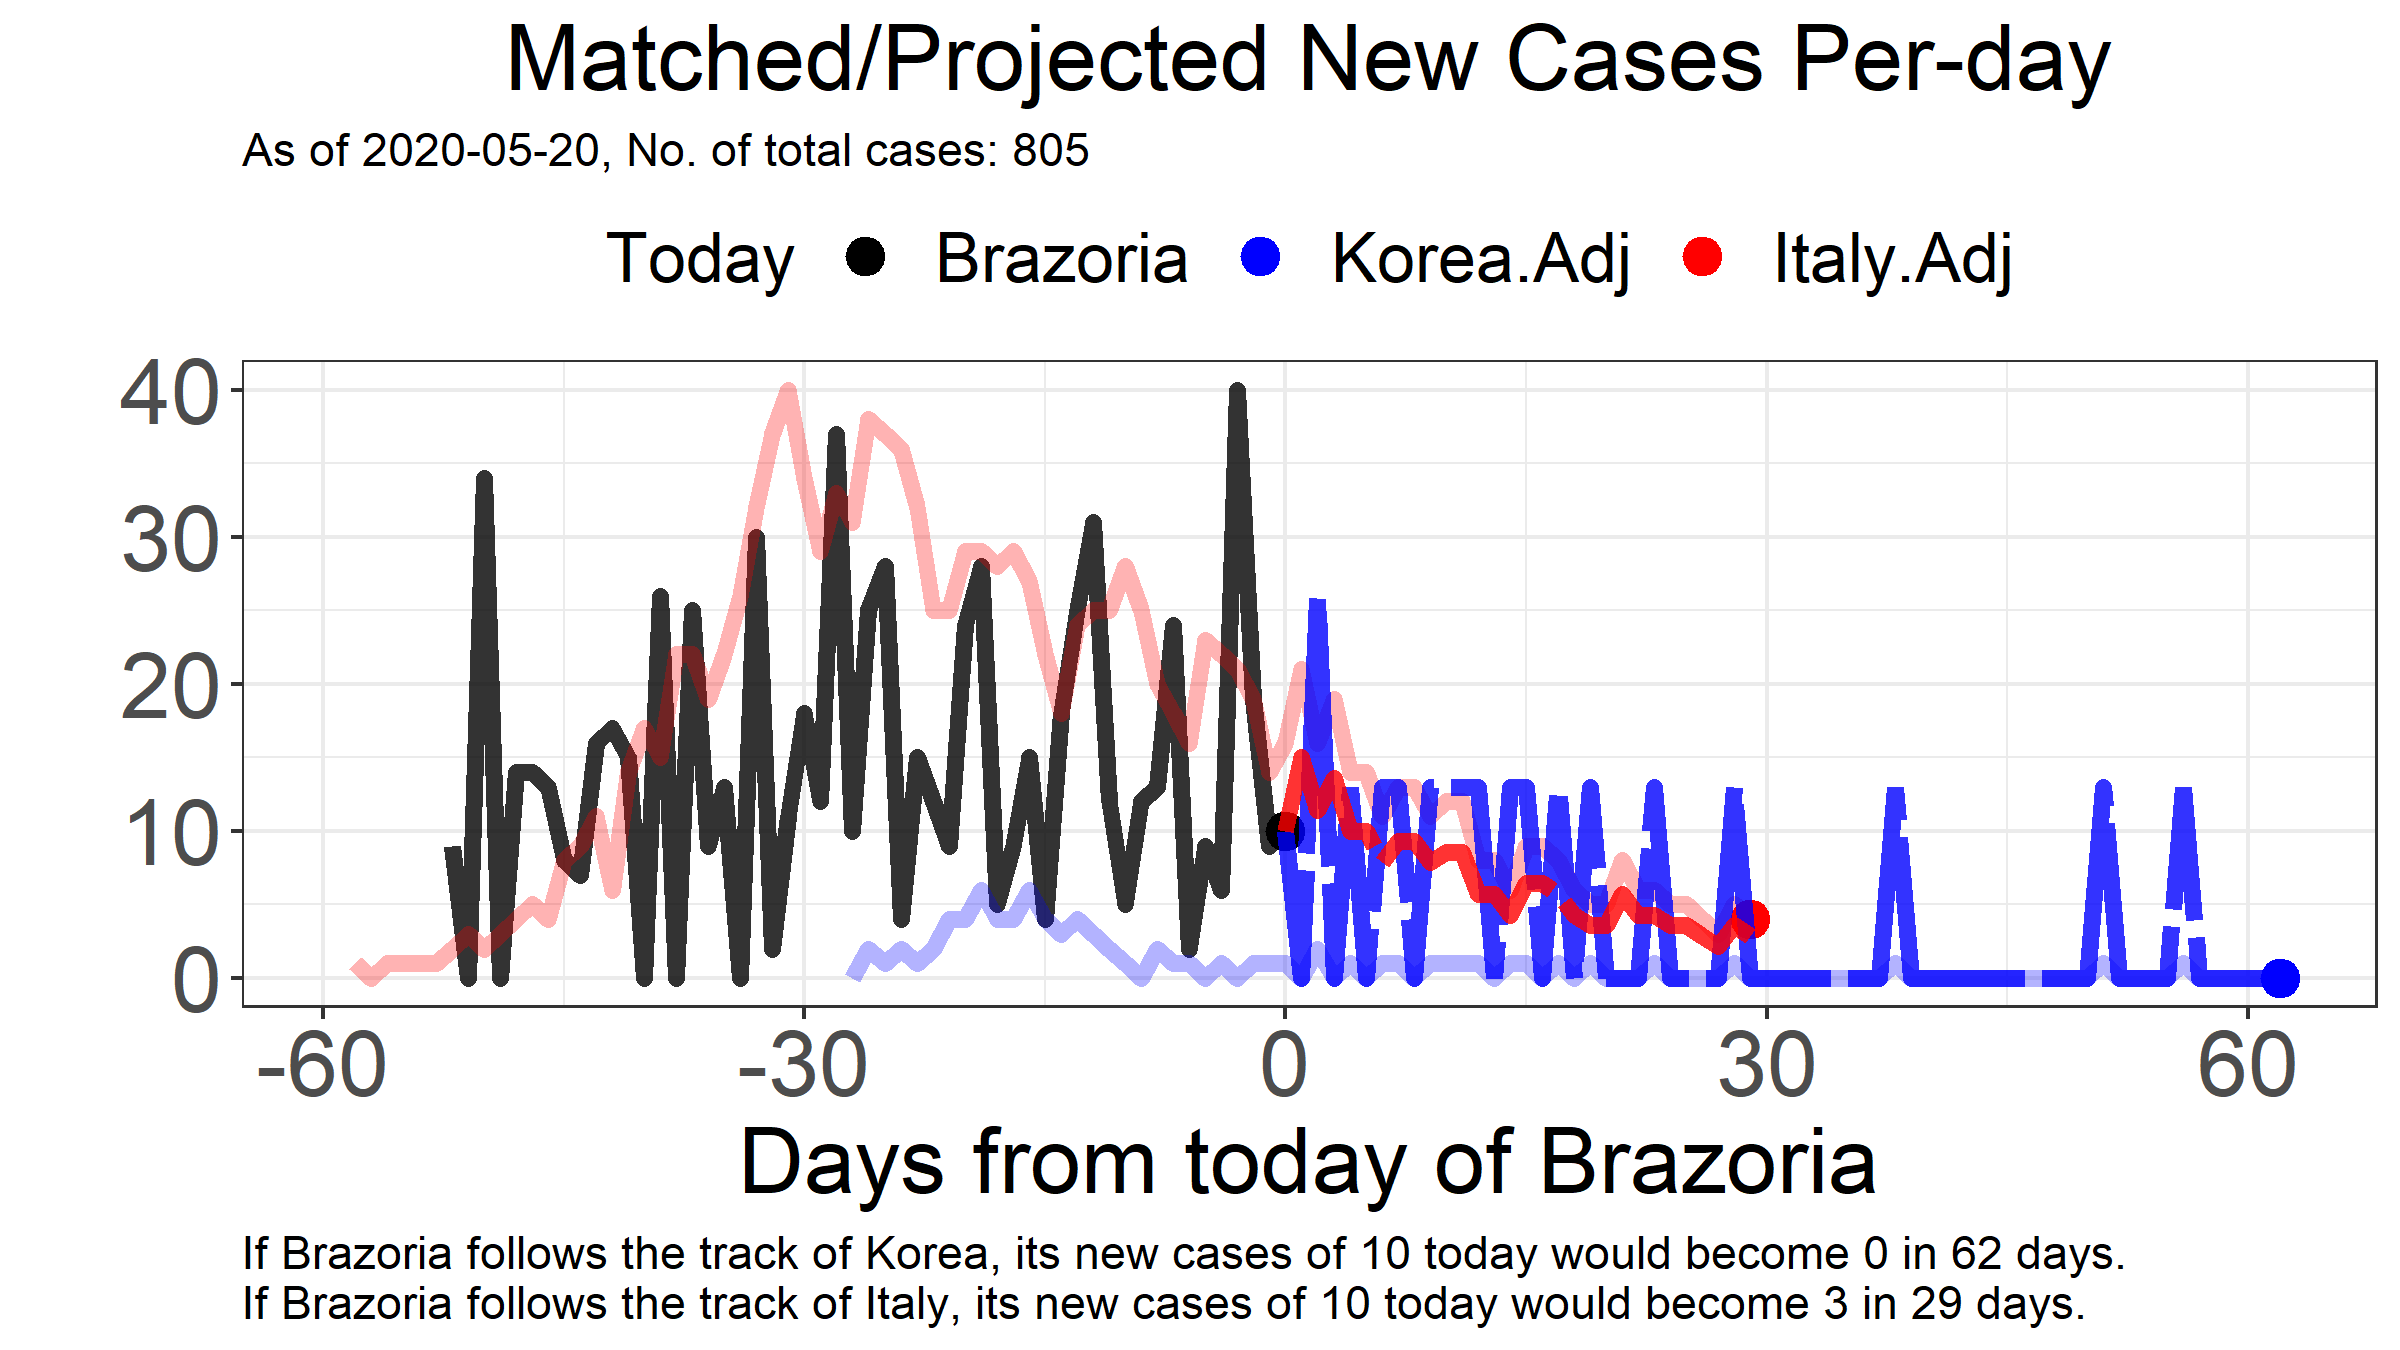 Matched/Projected New Cases Per-day
As of 2020-05-20, No. of total cases: 805
Today Brazoria Korea.Adj Italy.Adj
40
30
20
10
0
-60 -30 0 30 60
Days from today of Brazoria
If Brazoria follows the track of Korea, its new cases of 10 today would become 0 in 62 days.
If Brazoria follows the track of Italy, its new cases of 10 today would become 3 in 29 days.